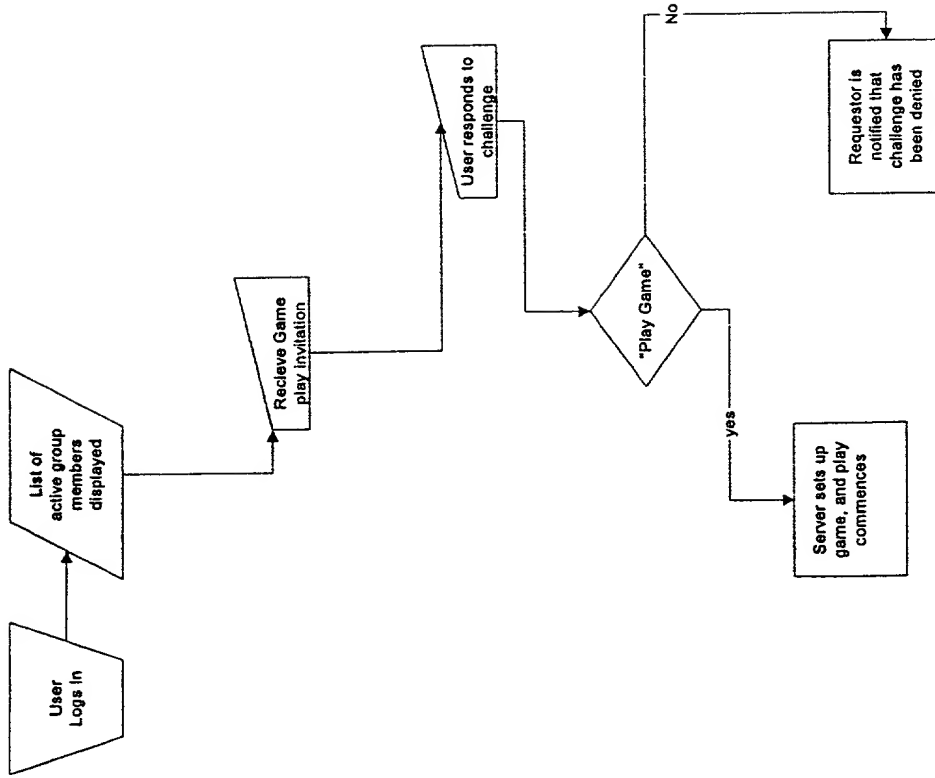 User
Logs In
List of
active group
members
displayed
Recieve Game
play invitation
User responds to
challenge
"Play Game"
yes
No
Server sets up
game, and play
commences
Requestor is
notified that
challenge has
been denied